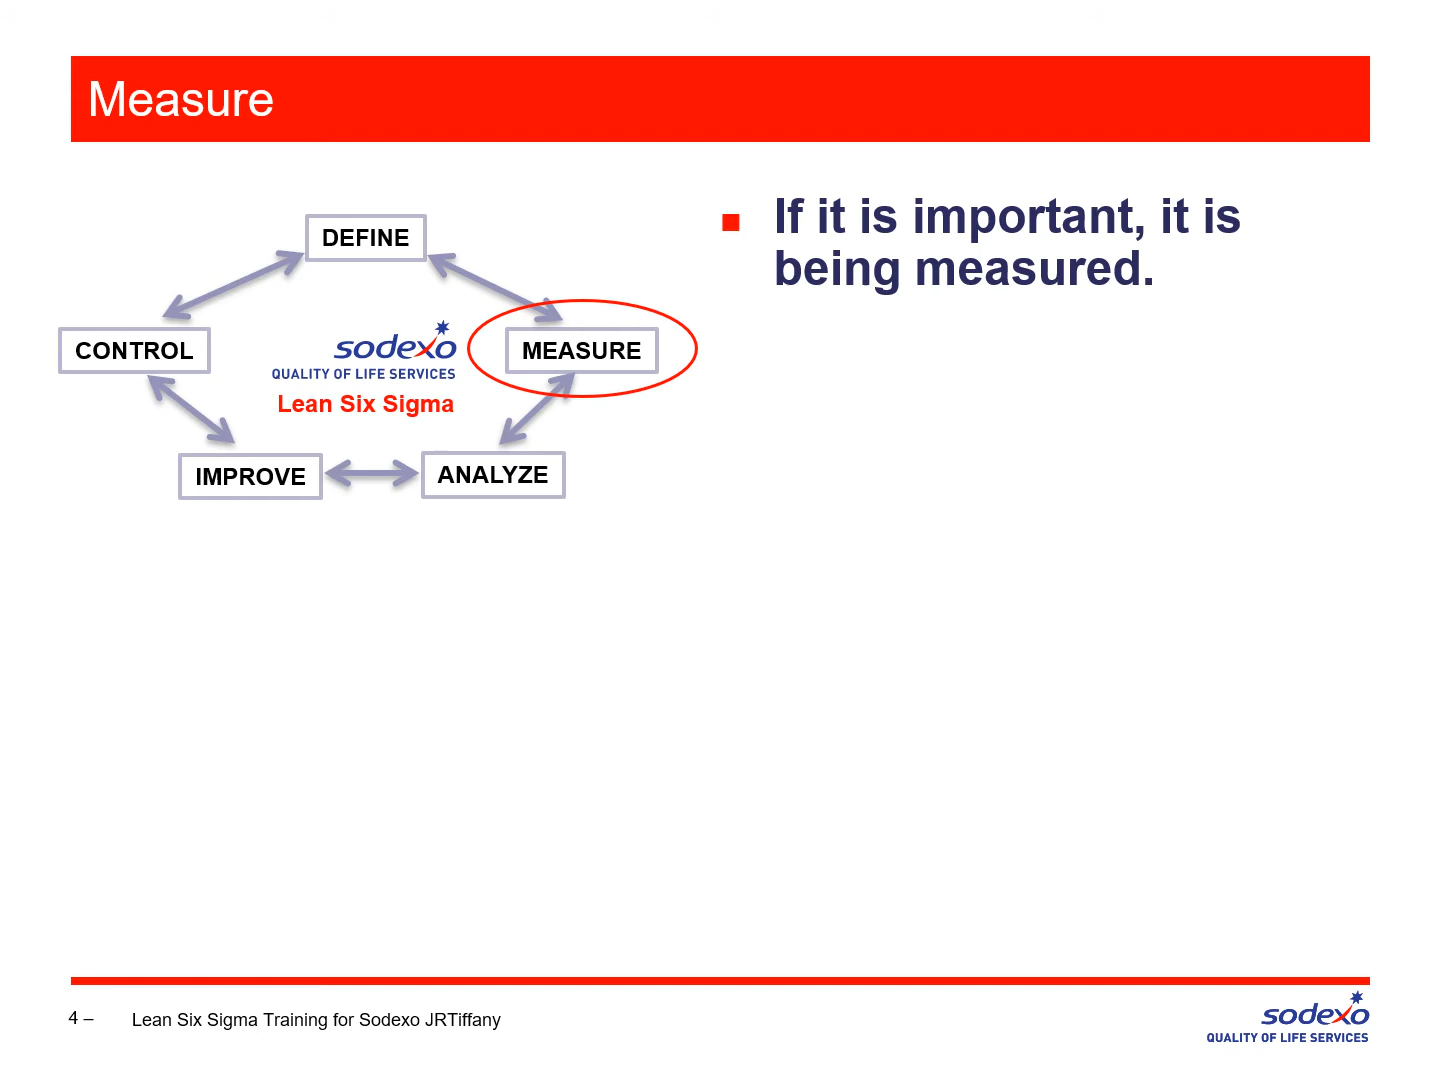 Measure
DEFINE
CONTROL
sodexo
QUALITY OF LIFE SERVICES
Lean Six Sigma
MEASURE
IMPROVE
ANALYZE
If it is important, it is
being measured.
4 –
Lean Six Sigma Training for Sodexo JRTiffany
sodexo
QUALITY OF LIFE SERVICES